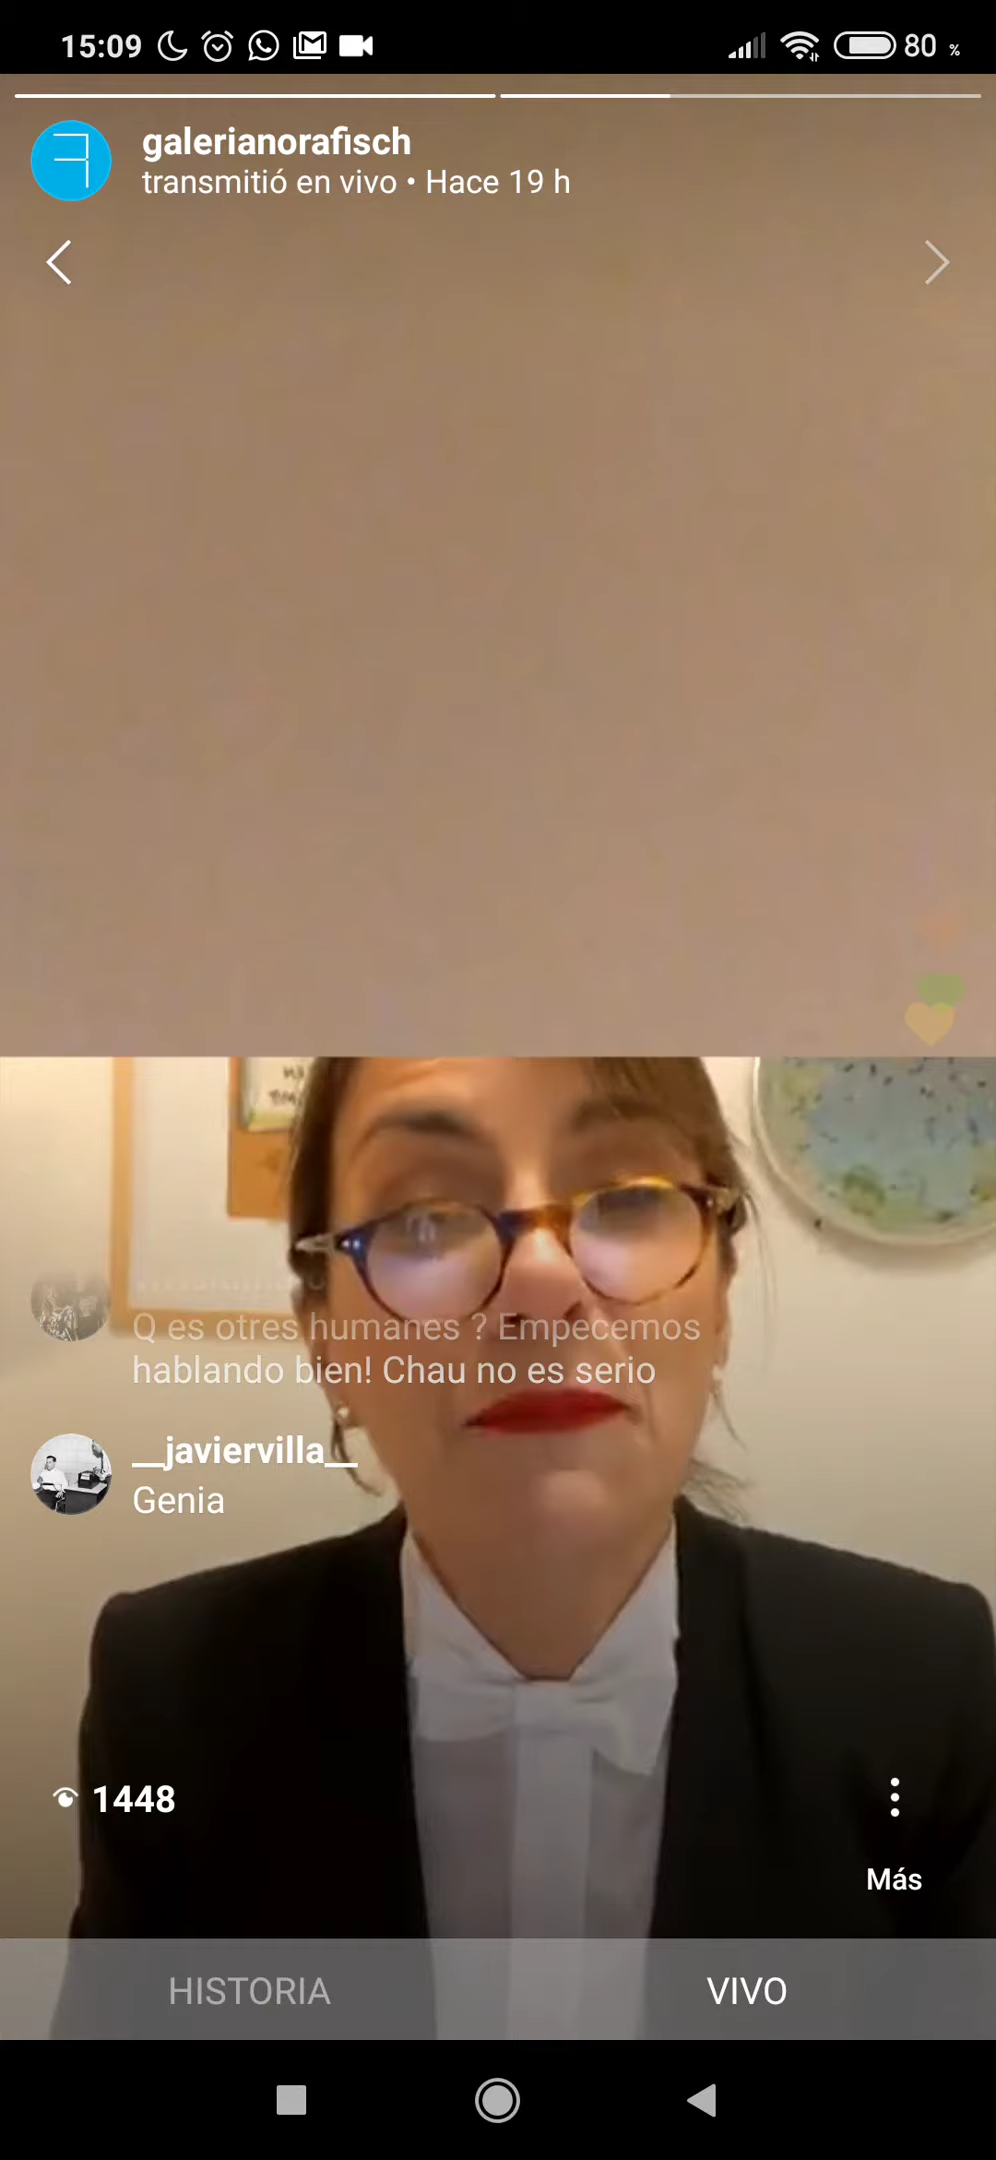 15:09 80 %
galerianorafisch
transmitió en vivo • Hace 19 h
Q es otres humanes ? Empecemos
hablando bien! Chau no es serio
__javiervilla__
Genia
1448
Más
HISTORIA VIVO